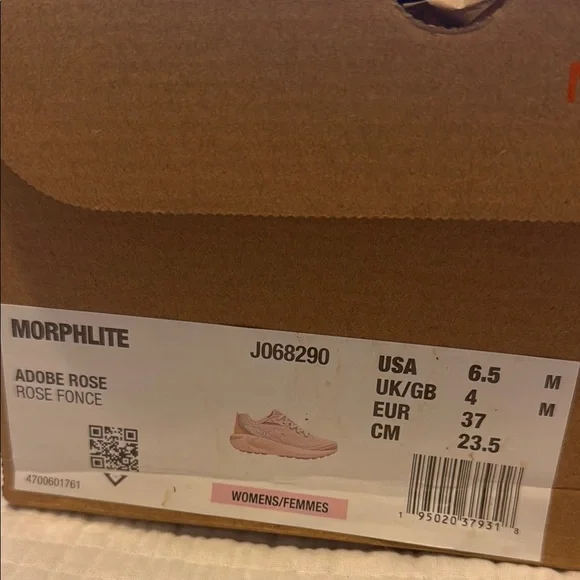 MORPHLITE
J068290
ADOBE ROSE
ROSE FONCE
USA 6.5 M
UK/GB 4 M
EUR 37
CM 23.5
4700601761
WOMENS/FEMMES
1 95020 37931 8